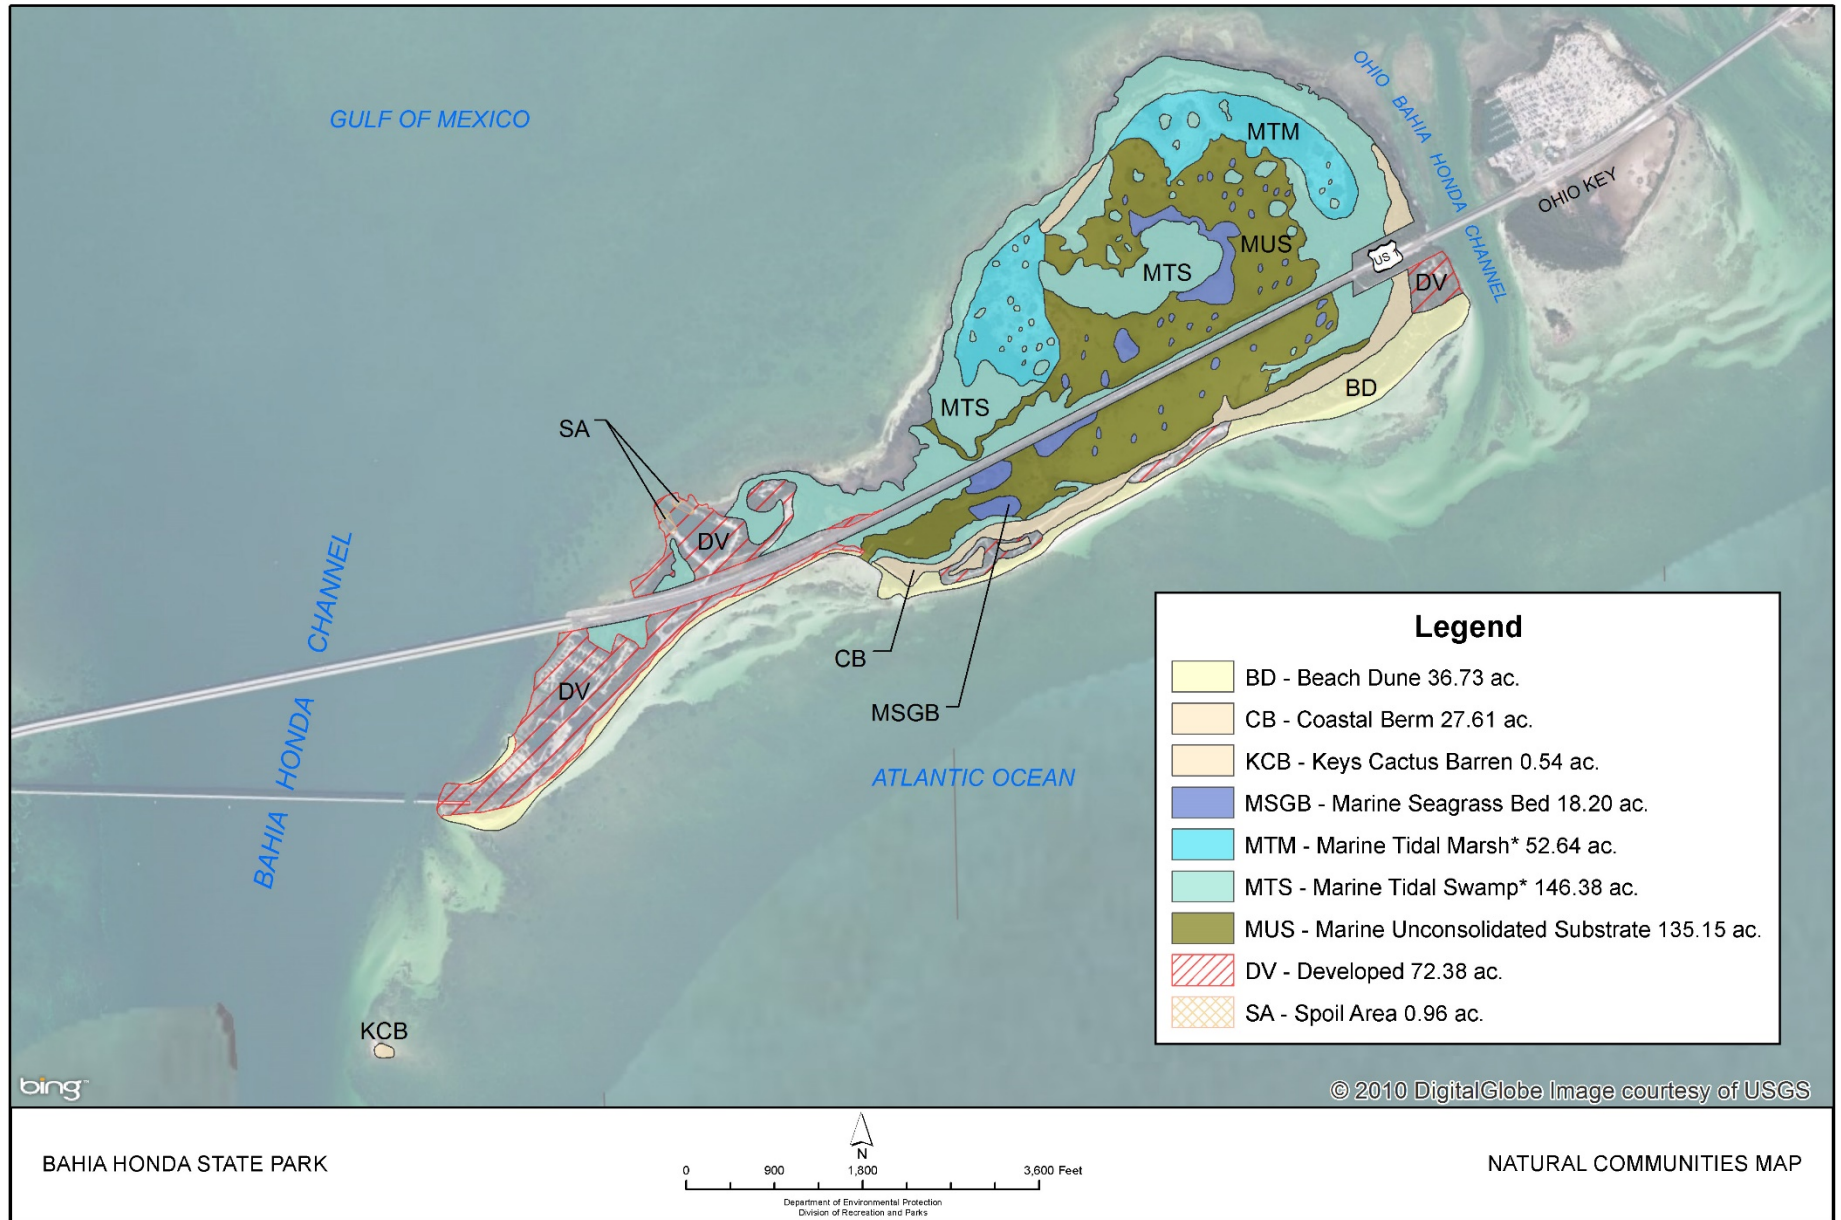 GULF OF MEXICO
OHIO BAHIA HONDA CHANNEL
MTM
OHIO KEY
MUS
MTS
US 1
DV
BD
MTS
SA
DV
BAHIA HONDA CHANNEL
CB
DV
MSGB
ATLANTIC OCEAN
KCB
Legend
BD - Beach Dune 36.73 ac.
CB - Coastal Berm 27.61 ac.
KCB - Keys Cactus Barren 0.54 ac.
MSGB - Marine Seagrass Bed 18.20 ac.
MTM - Marine Tidal Marsh* 52.64 ac.
MTS - Marine Tidal Swamp* 146.38 ac.
MUS - Marine Unconsolidated Substrate 135.15 ac.
DV - Developed 72.38 ac.
SA - Spoil Area 0.96 ac.
bing™
© 2010 DigitalGlobe Image courtesy of USGS
BAHIA HONDA STATE PARK
N
0 900 1,800 3,600 Feet
Department of Environmental Protection
Division of Recreation and Parks
NATURAL COMMUNITIES MAP